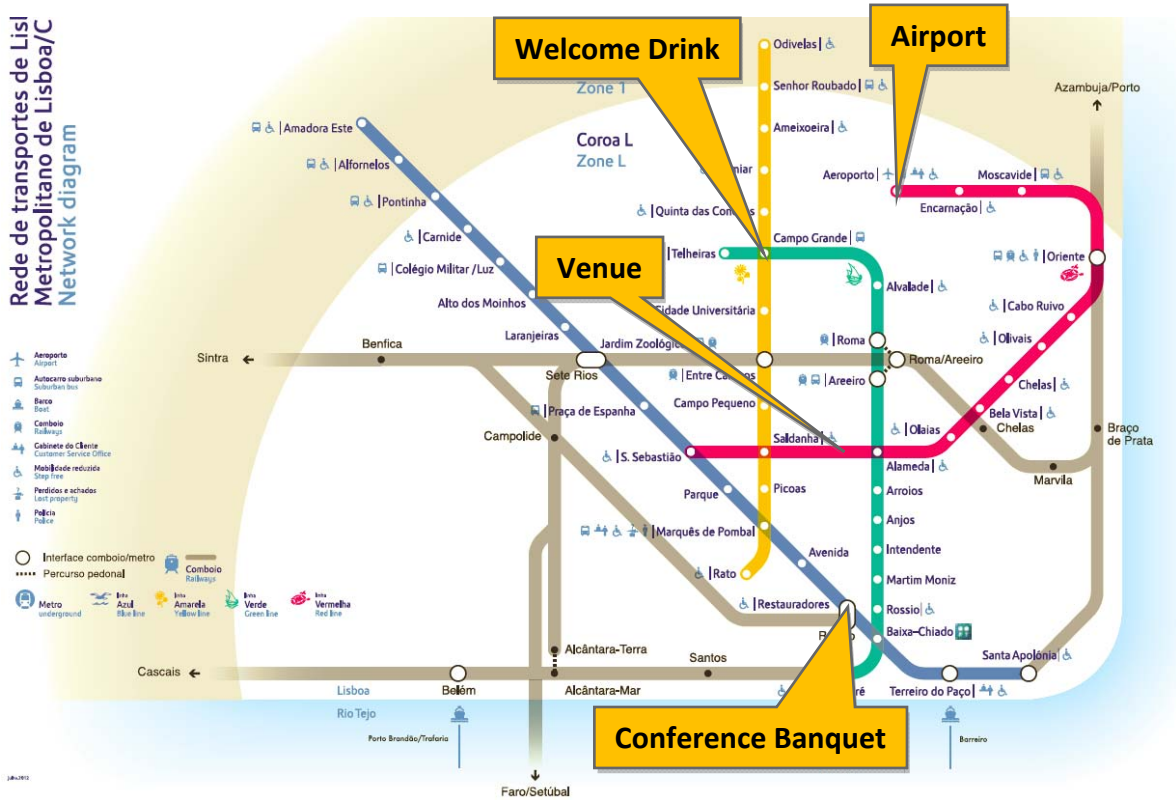 Rede de transportes de Lisl
Metropolitano de Lisboa/C
Network diagram
Welcome Drink
Airport
Venue
Conference Banquet
Zone 1
Coroa L
Zone L
Azambuja/Porto
Odivelas
Senhor Roubado
Ameixoeira
Quinta das Con
Telheiras
Campo Grande
Cidade Universitária
Entre Ca
os
Campo Pequeno
Saldanha
Picoas
Marquês de Pombal
Rato
Aeroporto
Moscavide
Encarnação
Oriente
Cabo Ruivo
Olivais
Chelas
Bela Vista
Olaias
Alameda
Alvalade
Roma
Roma/Areeiro
Areeiro
Arroios
Anjos
Intendente
Martim Moniz
Rossio
Baixa-Chiado
Chelas
Marvila
Braço
de Prata
Amadora Este
Alfornelos
Pontinha
Carnide
Colégio Militar/Luz
Alto dos Moinhos
Laranjeiras
Jardim Zoológic
Sete Rios
Praça de Espanha
S. Sebastião
Parque
Avenida
Restauradores
Terreiro do Paço
Santa Apolónia
Sintra
Benfica
Campolide
Alcântara-Terra
Alcântara-Mar
Santos
Cascais
Belém
Lisboa
Rio Tejo
Porto Brandão/Trafaria
Barreiro
Faro/Setúbal
Aeroporto
Airport
Autocarro suburbano
Suburban bus
Barco
Boat
Comboio
Railways
Gabinete do Cliente
Customer Service Office
Mobilidade reduzida
Step free
Perdidos e achados
Lost property
Polícia
Police
Interface comboio/metro
Percurso pedonal
Comboio
Railways
Metro
underground
linha
Azul
Blue line
linha
Amarela
Yellow line
linha
Verde
Green line
linha
Vermelha
Red line